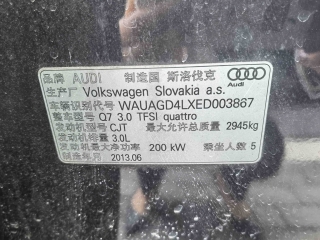 品牌 AUDI 制造国 斯洛伐克
Audi
生产厂 Volkswagen Slovakia a.s.
车辆识别代号 WAUAGD4LXED003867
整车型号 Q7 3.0 TFSI quattro
发动机型号 CJT 最大允许总质量 2945kg
发动机容量 3.0L
发动机最大净功率 200 kW 乘坐人数 5
制造年月 2013.06